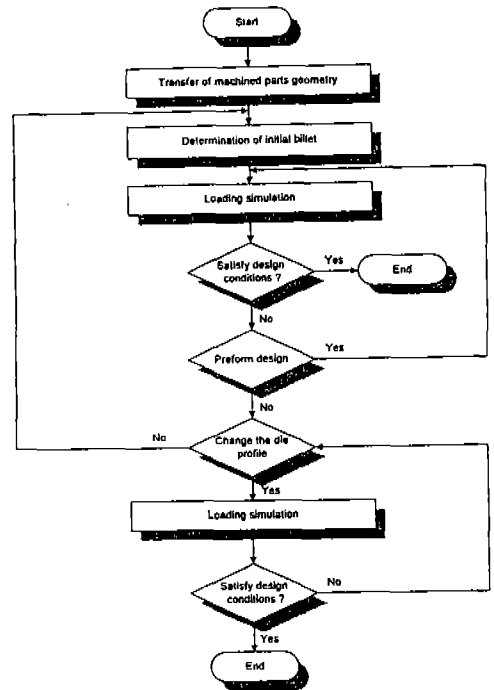 Start
Transfer of machined parts geometry
Determination of initial billet
Loading simulation
Satisfy design
conditions ?
Yes
End
No
Preform design
Yes
No
Change the die
profile
No
Yes
Loading simulation
Satisfy design
conditions ?
No
Yes
End